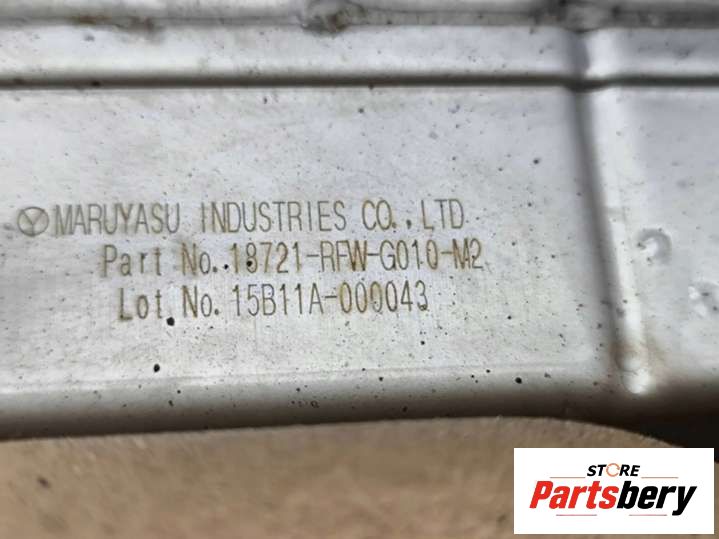 MARUYASU INDUSTRIES CO., LTD
Part No. 18721-RFW-G010-M2
Lot No. 15B11A-000043
STORE
Partsbery